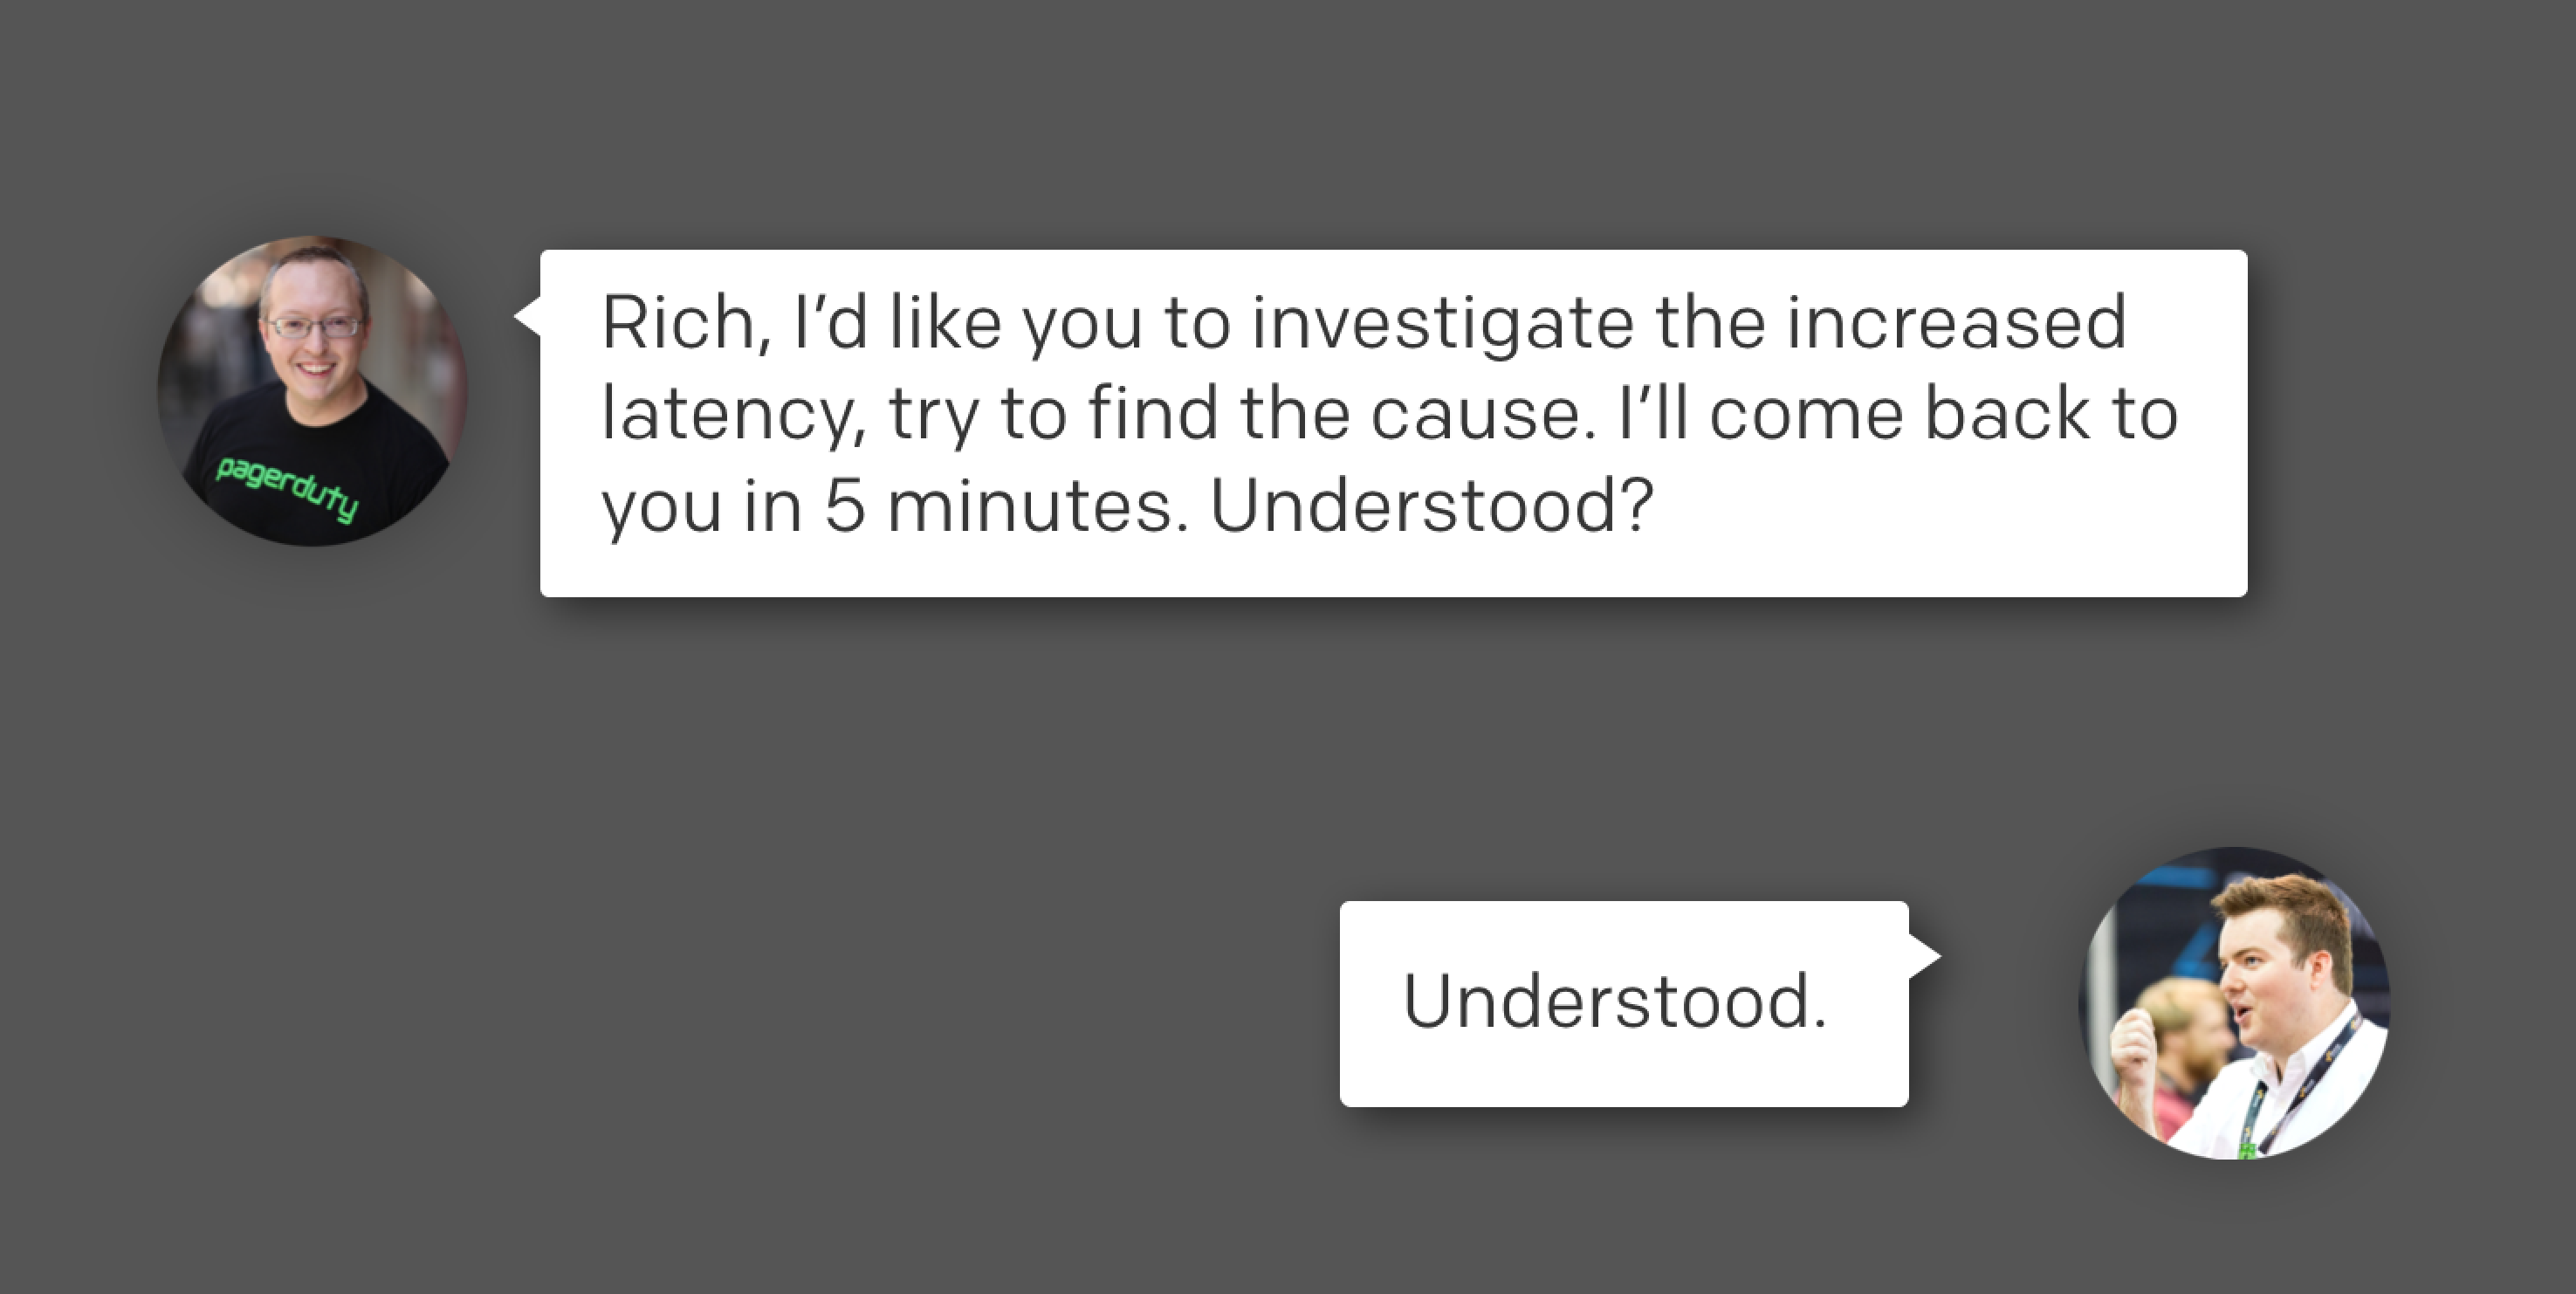 Rich, I’d like you to investigate the increased
latency, try to find the cause. I’ll come back to
you in 5 minutes. Understood?
pagerduty
Understood.